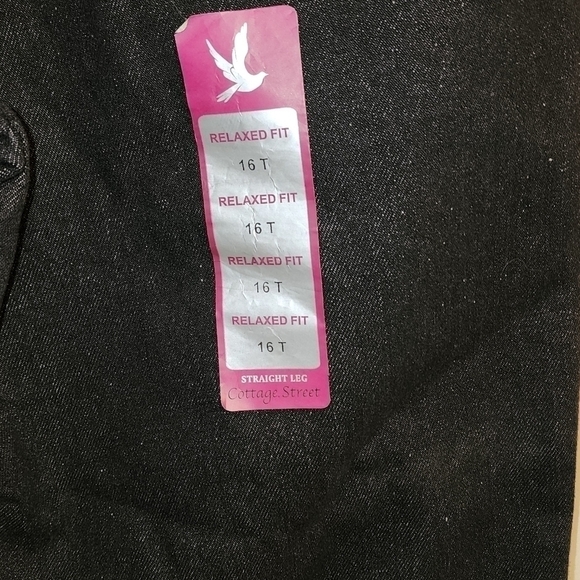 RELAXED FIT
16 T
RELAXED FIT
16 T
RELAXED FIT
16 T
RELAXED FIT
16 T
STRAIGHT LEG
Cottage.Street